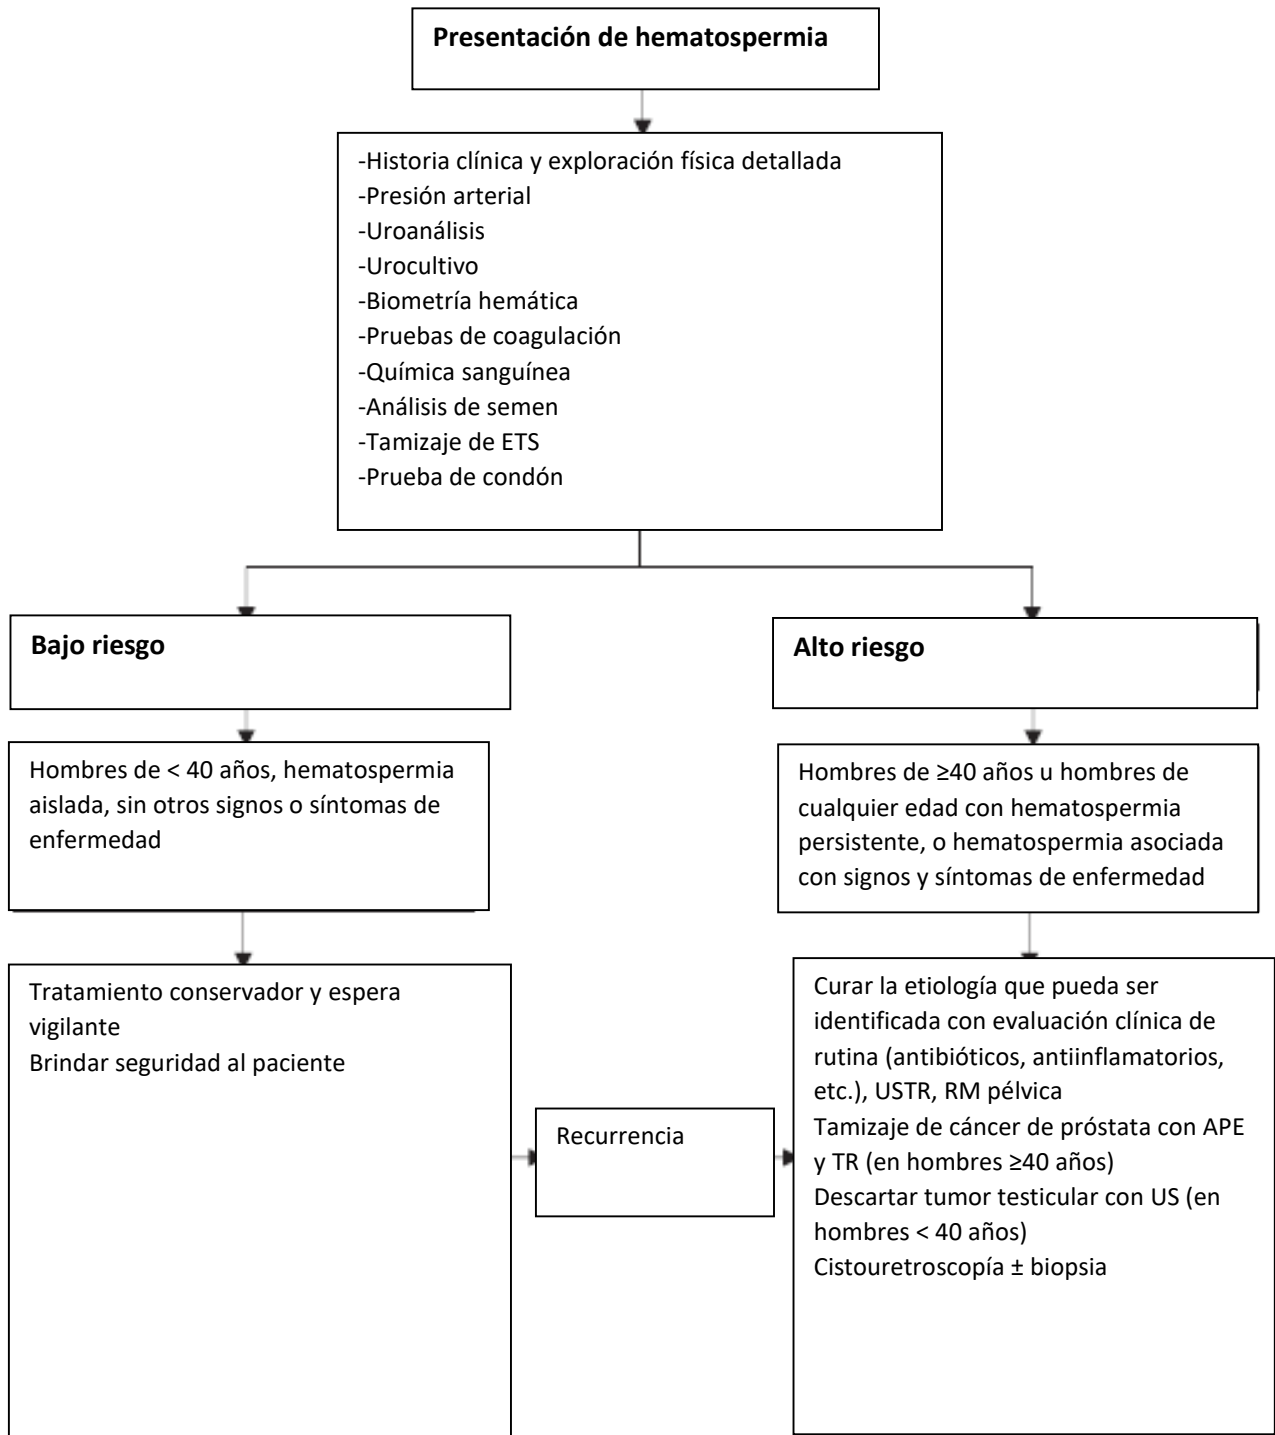 Presentación de hematospermia
-Historia clínica y exploración física detallada
-Presión arterial
-Uroanálisis
-Urocultivo
-Biometría hemática
-Pruebas de coagulación
-Química sanguínea
-Análisis de semen
-Tamizaje de ETS
-Prueba de condón
Bajo riesgo
Alto riesgo
Hombres de < 40 años, hematospermia
aislada, sin otros signos o síntomas de
enfermedad
Hombres de ≥40 años u hombres de
cualquier edad con hematospermia
persistente, o hematospermia asociada
con signos y síntomas de enfermedad
Tratamiento conservador y espera
vigilante
Brindar seguridad al paciente
Recurrencia
Curar la etiología que pueda ser
identificada con evaluación clínica de
rutina (antibióticos, antiinflamatorios,
etc.), USTR, RM pélvica
Tamizaje de cáncer de próstata con APE
y TR (en hombres ≥40 años)
Descartar tumor testicular con US (en
hombres < 40 años)
Cistouretroscopía ± biopsia